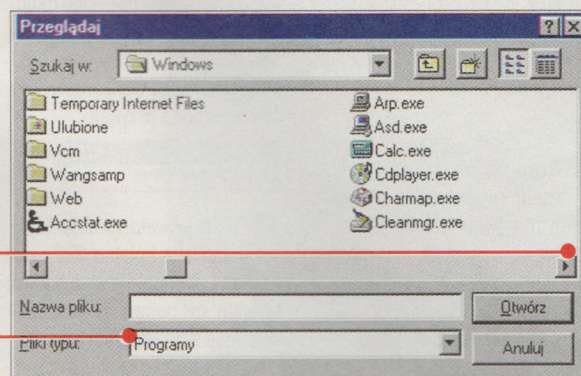 Przeglądaj
Szukaj w: Windows
Temporary Internet Files
Ulubione
Vcm
Wangsamp
Web
Accstat.exe
Arp.exe
Asd.exe
Calc.exe
Cdplayer.exe
Charmap.exe
Cleanmgr.exe
Nazwa pliku:
Otwórz
Pliki typu: Programy
Anuluj